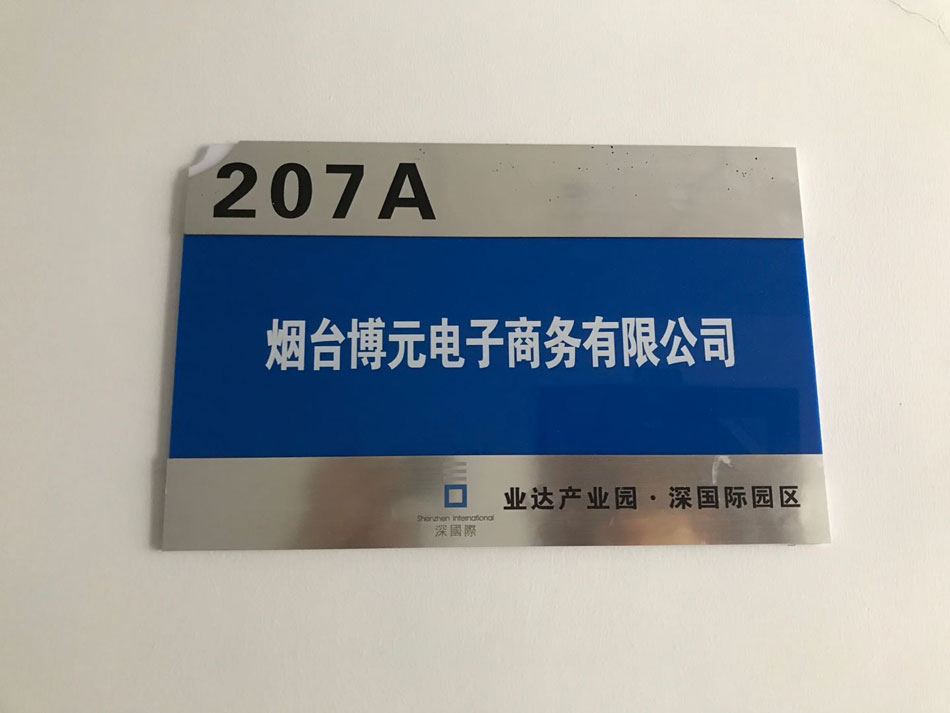 207A
烟台博元电子商务有限公司
Shenzhen International
深國際
业达产业园·深国际园区